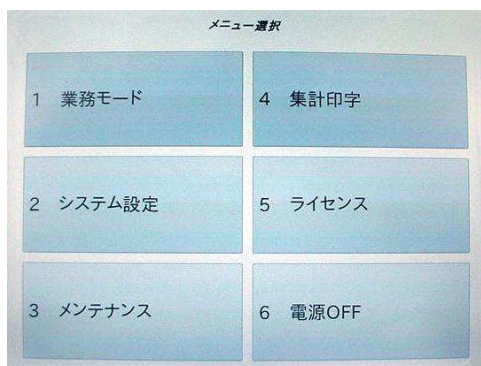 メニュー選択
1 業務モード
4 集計印字
2 システム設定
5 ライセンス
3 メンテナンス
6 電源OFF